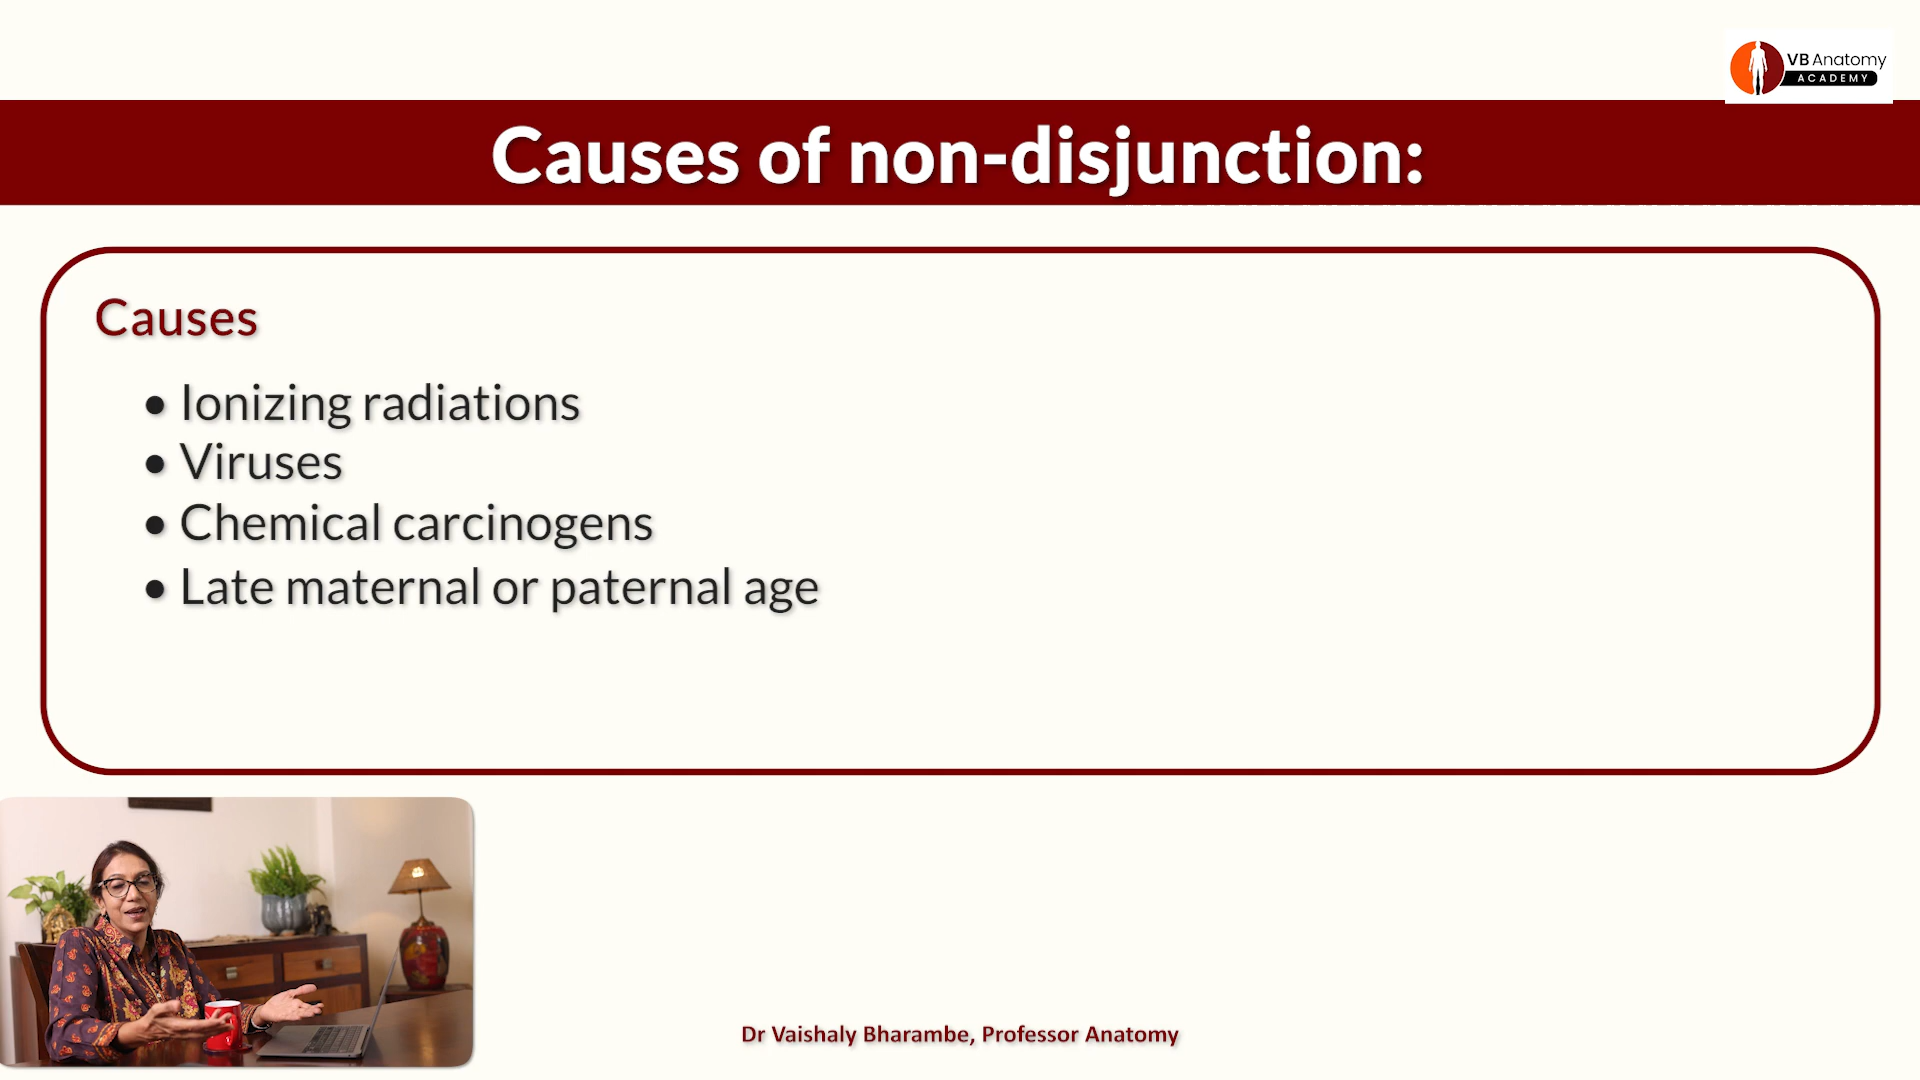 VB Anatomy
ACADEMY
Causes of non-disjunction:
Causes
• Ionizing radiations
• Viruses
• Chemical carcinogens
• Late maternal or paternal age
Dr Vaishaly Bharambe, Professor Anatomy